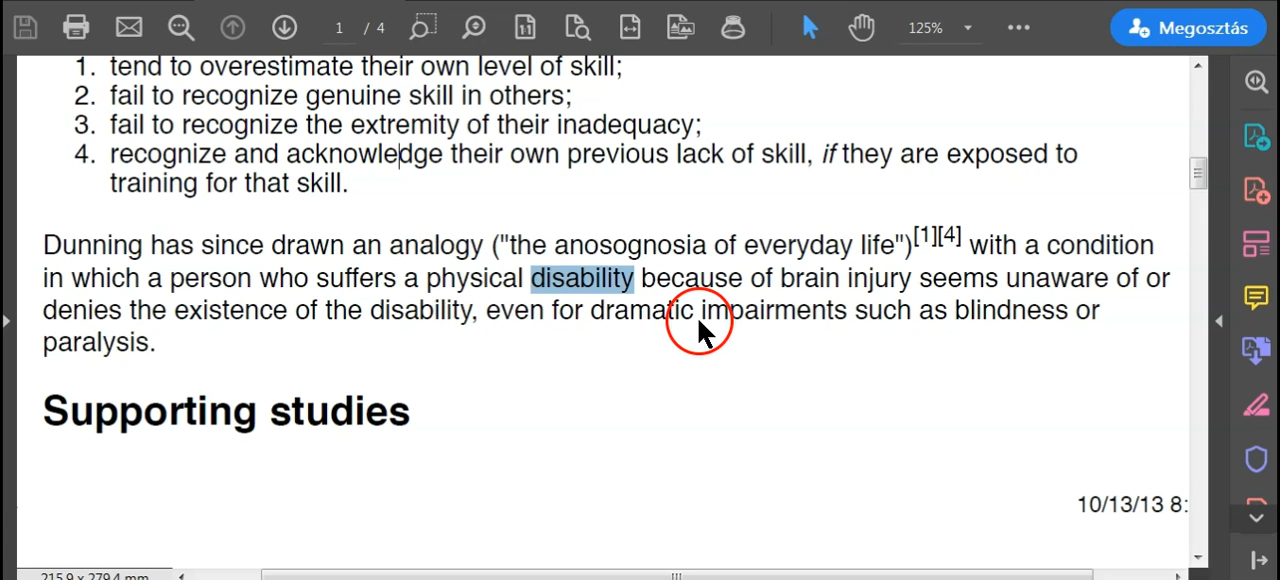 1 / 4 125% Megosztás
1. tend to overestimate their own level of skill;
2. fail to recognize genuine skill in others;
3. fail to recognize the extremity of their inadequacy;
4. recognize and acknowledge their own previous lack of skill, if they are exposed to
training for that skill.
Dunning has since drawn an analogy ("the anosognosia of everyday life")[1][4] with a condition
in which a person who suffers a physical disability because of brain injury seems unaware of or
denies the existence of the disability, even for dramatic impairments such as blindness or
paralysis.
Supporting studies
10/13/13 8:
215,9 x 279,4 mm